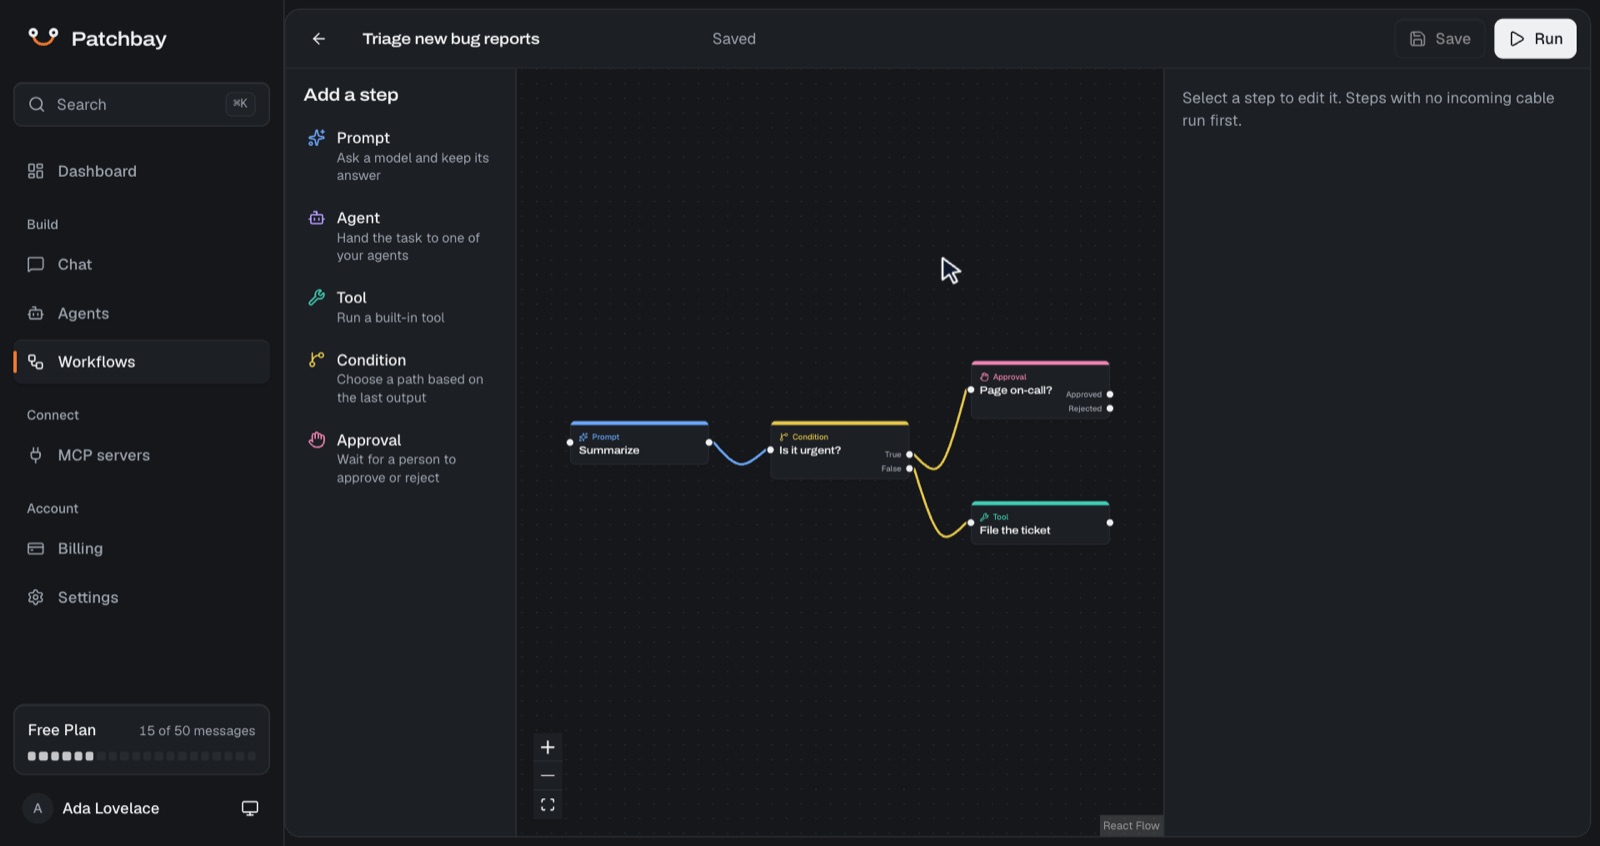 Patchbay
Search
⌘K
Dashboard
Build
Chat
Agents
Workflows
Connect
MCP servers
Account
Billing
Settings
Free Plan
15 of 50 messages
A
Ada Lovelace
Triage new bug reports
Saved
Save
Run
Add a step
Prompt
Ask a model and keep its
answer
Agent
Hand the task to one of
your agents
Tool
Run a built-in tool
Condition
Choose a path based on
the last output
Approval
Wait for a person to
approve or reject
Prompt
Summarize
Condition
Is it urgent?
True
False
Approval
Page on-call?
Approved
Rejected
Tool
File the ticket
React Flow
Select a step to edit it. Steps with no incoming cable
run first.